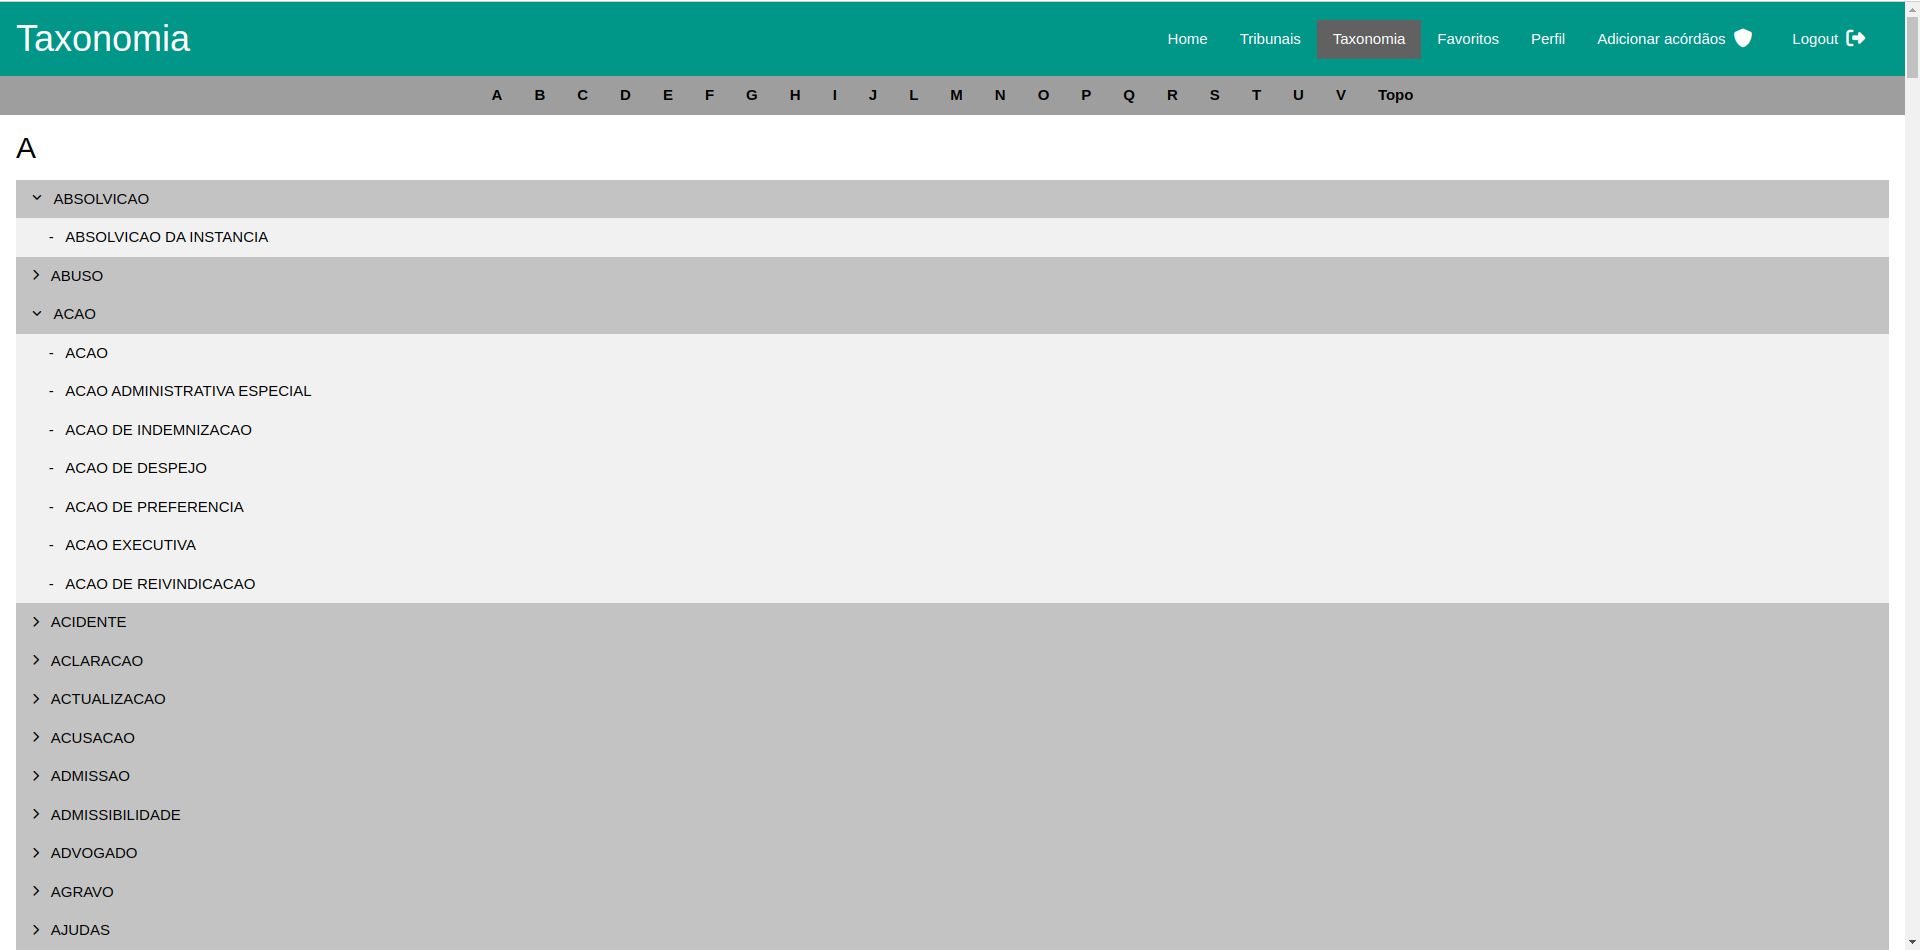 Taxonomia
Home Tribunais Taxonomia Favoritos Perfil Adicionar acórdãos Logout
A B C D E F G H I J L M N O P Q R S T U V Topo
A
ABSOLVICAO
- ABSOLVICAO DA INSTANCIA
ABUSO
ACAO
- ACAO
- ACAO ADMINISTRATIVA ESPECIAL
- ACAO DE INDEMNIZACAO
- ACAO DE DESPEJO
- ACAO DE PREFERENCIA
- ACAO EXECUTIVA
- ACAO DE REIVINDICACAO
ACIDENTE
ACLARACAO
ACTUALIZACAO
ACUSACAO
ADMISSAO
ADMISSIBILIDADE
ADVOGADO
AGRAVO
AJUDAS